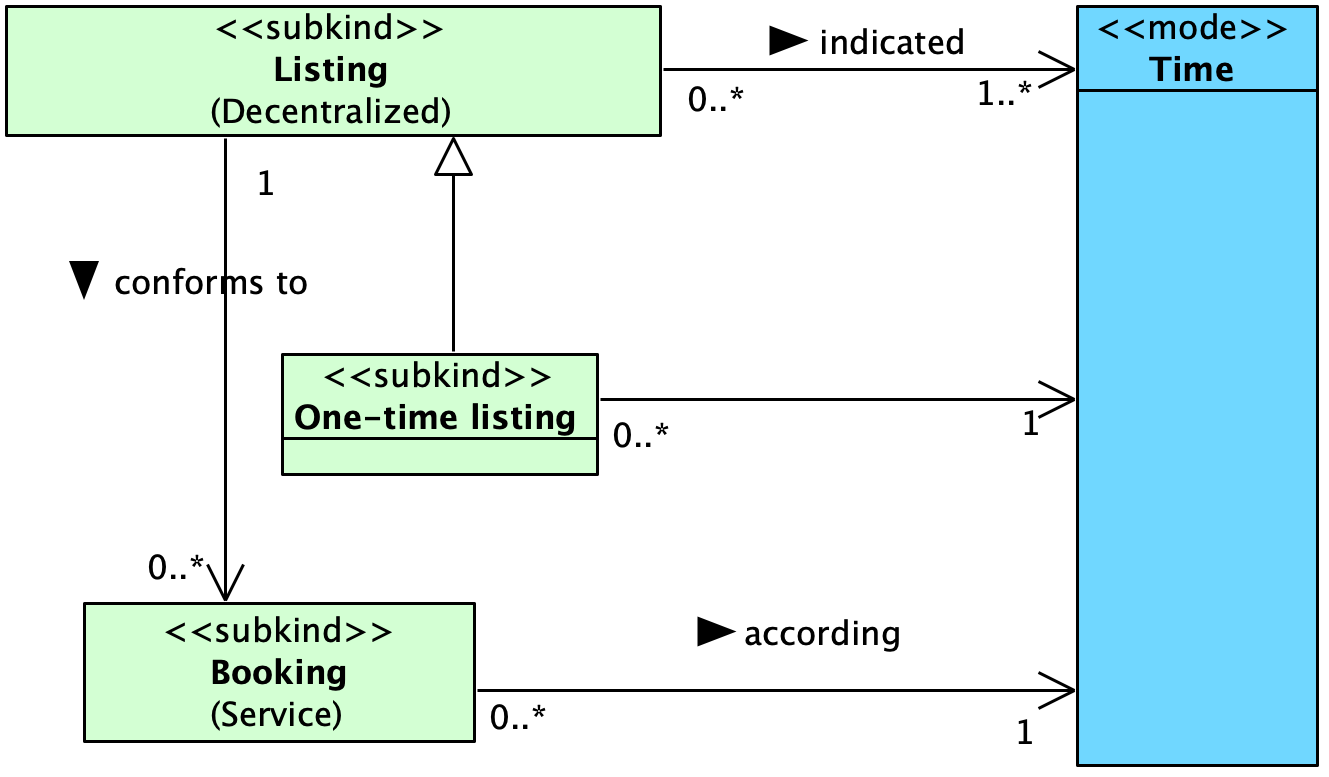 <<subkind>>
Listing
(Decentralized)
indicated
0..*
1..*
<<mode>>
Time
1
conforms to
<<subkind>>
One-time listing
0..*
1
0..*
<<subkind>>
Booking
(Service)
according
0..*
1